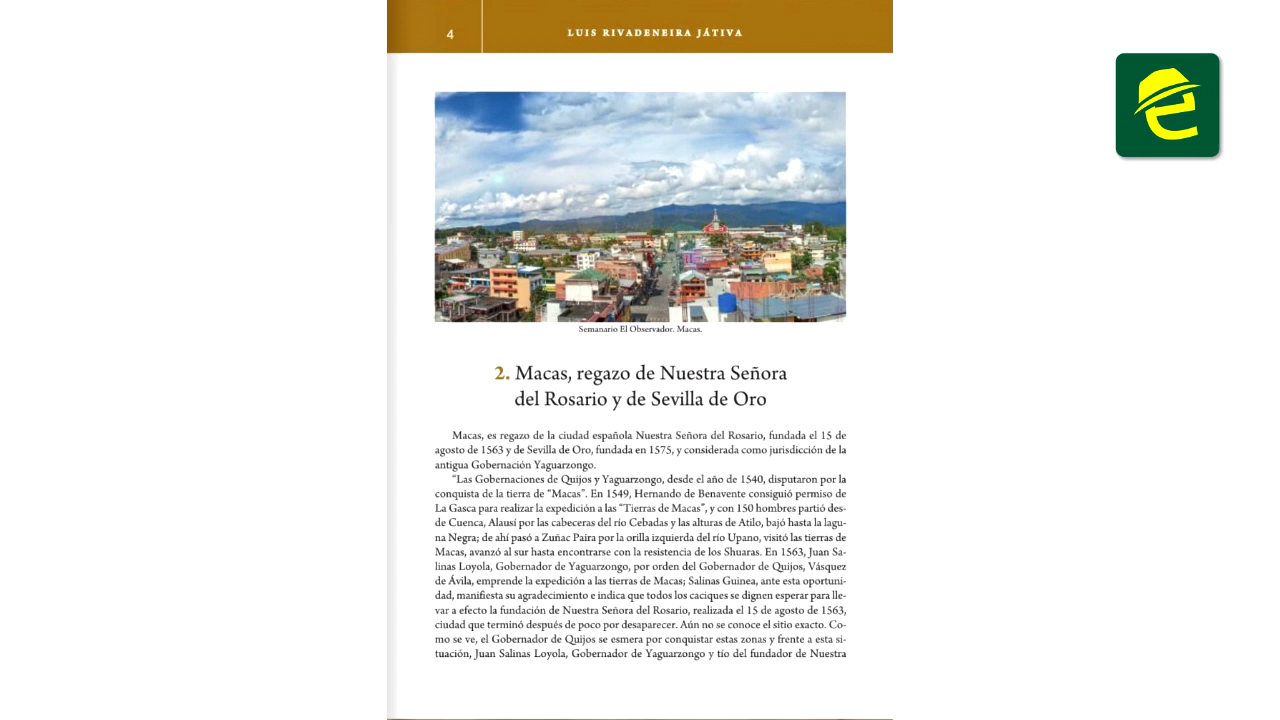 4
LUIS RIVADENEIRA JÁTIVA
Semanario El Observador. Macas.
2. Macas, regazo de Nuestra Señora
del Rosario y de Sevilla de Oro
Macas, es regazo de la ciudad española Nuestra Señora del Rosario, fundada el 15 de
agosto de 1563 y de Sevilla de Oro, fundada en 1575, y considerada como jurisdicción de la
antigua Gobernación Yaguarzongo.
“Las Gobernaciones de Quijos y Yaguarzongo, desde el año de 1540, disputaron por la
conquista de la tierra de “Macas”. En 1549, Hernando de Benavente consiguió permiso de
La Gasca para realizar la expedición a las “Tierras de Macas”, y con 150 hombres partió des-
de Cuenca, Alausí por las cabeceras del río Cebadas y las alturas de Atilo, bajó hasta la lagu-
na Negra; de ahí pasó a Zuñac Paira por la orilla izquierda del río Upano, visitó las tierras de
Macas, avanzó al sur hasta encontrarse con la resistencia de los Shuaras. En 1563, Juan Sa-
linas Loyola, Gobernador de Yaguarzongo, por orden del Gobernador de Quijos, Vásquez
de Ávila, emprende la expedición a las tierras de Macas; Salinas Guinea, ante esta oportuni-
dad, manifiesta su agradecimiento e indica que todos los caciques se dignen esperar para lle-
var a efecto la fundación de Nuestra Señora del Rosario, realizada el 15 de agosto de 1563,
ciudad que terminó después de poco por desaparecer. Aún no se conoce el sitio exacto. Co-
mo se ve, el Gobernador de Quijos se esmera por conquistar estas zonas y frente a esta si-
tuación, Juan Salinas Loyola, Gobernador de Yaguarzongo y tío del fundador de Nuestra